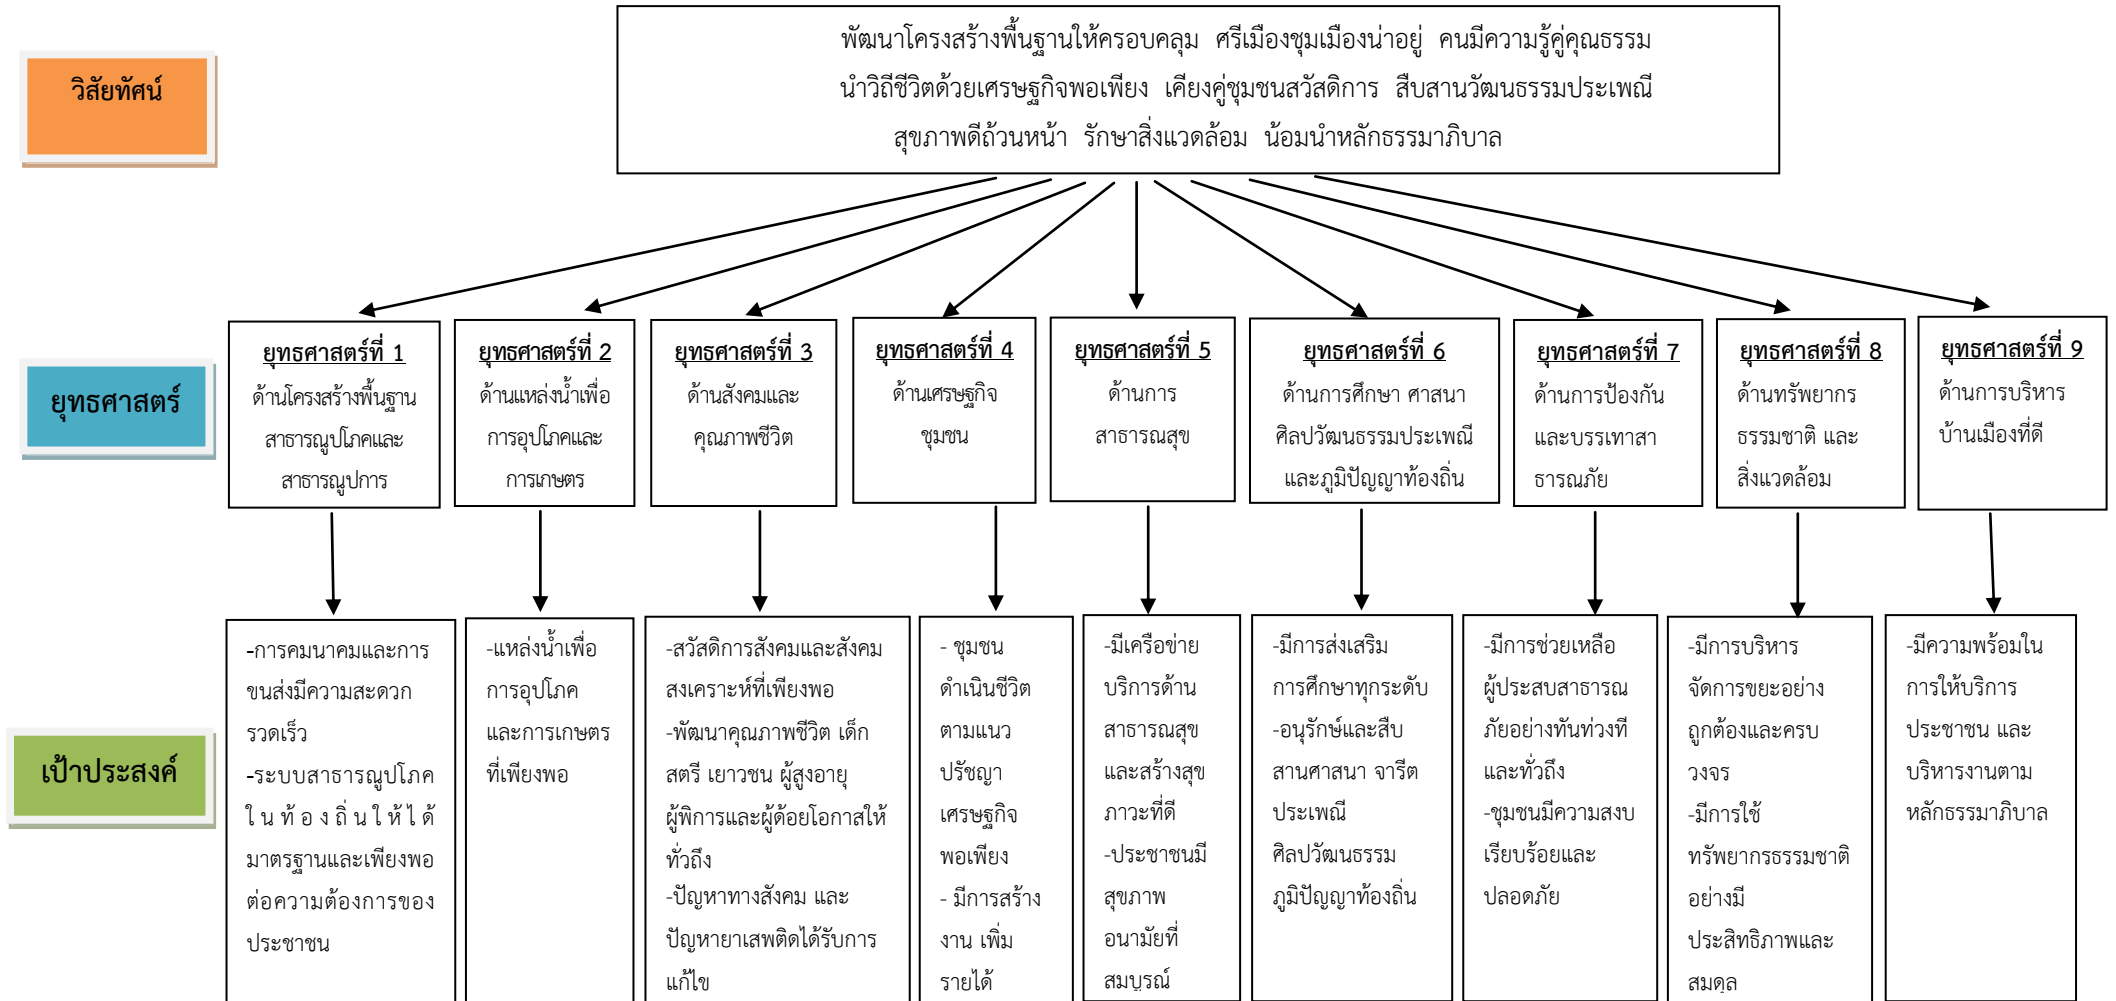 วิสัยทัศน์
พัฒนาโครงสร้างพื้นฐานให้ครอบคลุม ศรีเมืองชุมเมืองน่าอยู่ คนมีความรู้คู่คุณธรรม
นำวิถีชีวิตด้วยเศรษฐกิจพอเพียง เคียงคู่ชุมชนสวัสดิการ สืบสานวัฒนธรรมประเพณี
สุขภาพดีถ้วนหน้า รักษาสิ่งแวดล้อม น้อมนำหลักธรรมาภิบาล
ยุทธศาสตร์
ยุทธศาสตร์ที่ 1
ด้านโครงสร้างพื้นฐาน
สาธารณูปโภคและ
สาธารณูปการ
ยุทธศาสตร์ที่ 2
ด้านแหล่งน้ำเพื่อ
การอุปโภคและ
การเกษตร
ยุทธศาสตร์ที่ 3
ด้านสังคมและ
คุณภาพชีวิต
ยุทธศาสตร์ที่ 4
ด้านเศรษฐกิจ
ชุมชน
ยุทธศาสตร์ที่ 5
ด้านการ
สาธารณสุข
ยุทธศาสตร์ที่ 6
ด้านการศึกษา ศาสนา
ศิลปวัฒนธรรมประเพณี
และภูมิปัญญาท้องถิ่น
ยุทธศาสตร์ที่ 7
ด้านการป้องกัน
และบรรเทาสา
ธารณภัย
ยุทธศาสตร์ที่ 8
ด้านทรัพยากร
ธรรมชาติ และ
สิ่งแวดล้อม
ยุทธศาสตร์ที่ 9
ด้านการบริหาร
บ้านเมืองที่ดี
เป้าประสงค์
-การคมนาคมและการ
ขนส่งมีความสะดวก
รวดเร็ว
-ระบบสาธารณูปโภค
ในท้องถิ่นให้ได้
มาตรฐานและเพียงพอ
ต่อความต้องการของ
ประชาชน
-แหล่งน้ำเพื่อ
การอุปโภค
และการเกษตร
ที่เพียงพอ
-สวัสดิการสังคมและสังคม
สงเคราะห์ที่เพียงพอ
-พัฒนาคุณภาพชีวิต เด็ก
สตรี เยาวชน ผู้สูงอายุ
ผู้พิการและผู้ด้อยโอกาสให้
ทั่วถึง
-ปัญหาทางสังคม และ
ปัญหายาเสพติดได้รับการ
แก้ไข
- ชุมชน
ดำเนินชีวิต
ตามแนว
ปรัชญา
เศรษฐกิจ
พอเพียง
- มีการสร้าง
งาน เพิ่ม
รายได้
-มีเครือข่าย
บริการด้าน
สาธารณสุข
และสร้างสุข
ภาวะที่ดี
-ประชาชนมี
สุขภาพ
อนามัยที่
สมบูรณ์
-มีการส่งเสริม
การศึกษาทุกระดับ
-อนุรักษ์และสืบ
สานศาสนา จารีต
ประเพณี
ศิลปวัฒนธรรม
ภูมิปัญญาท้องถิ่น
-มีการช่วยเหลือ
ผู้ประสบสาธารณ
ภัยอย่างทันท่วงที
และทั่วถึง
-ชุมชนมีความสงบ
เรียบร้อยและ
ปลอดภัย
-มีการบริหาร
จัดการขยะอย่าง
ถูกต้องและครบ
วงจร
-มีการใช้
ทรัพยากรธรรมชาติ
อย่างมี
ประสิทธิภาพและ
สมดุล
-มีความพร้อมใน
การให้บริการ
ประชาชน และ
บริหารงานตาม
หลักธรรมาภิบาล